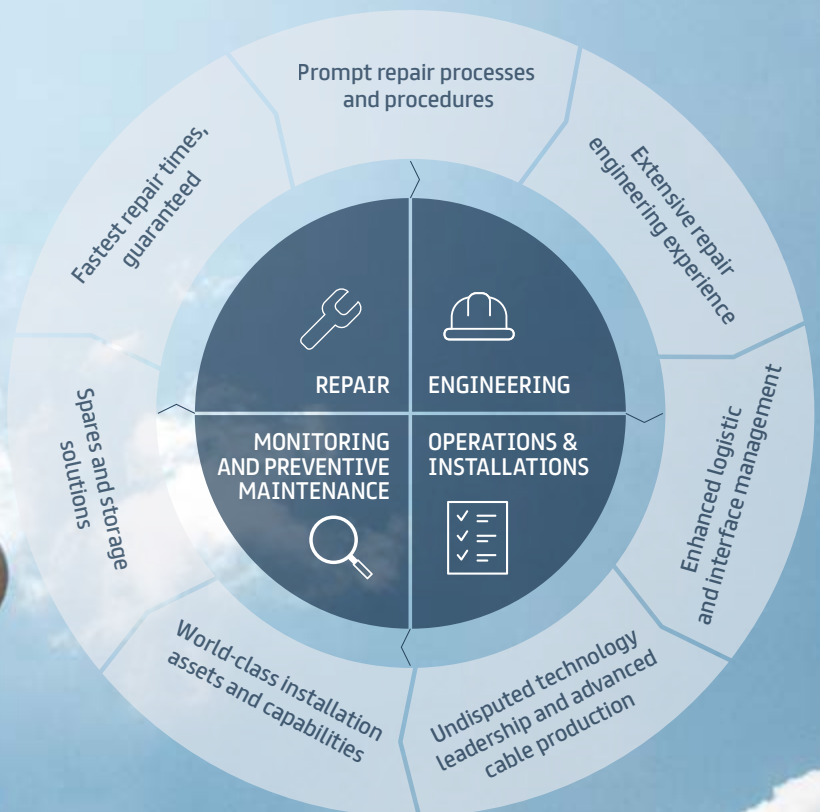 Prompt repair processes
and procedures
Extensive repair
engineering experience
Enhanced logistic
and interface management
Undisputed technology
leadership and advanced
cable production
World-class installation
assets and capabilities
Spares and storage
solutions
Fastest repair times,
guaranteed
REPAIR
ENGINEERING
MONITORING
AND PREVENTIVE
MAINTENANCE
OPERATIONS &
INSTALLATIONS